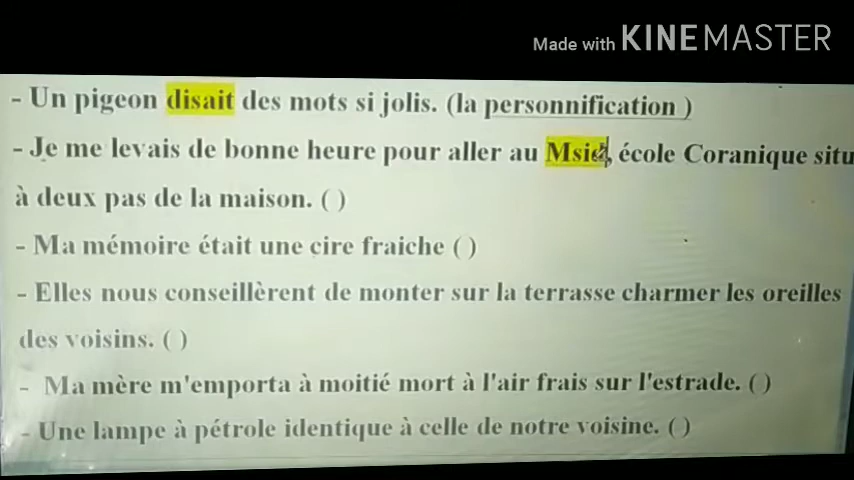 Made with KINEMASTER
- Un pigeon disait des mots si jolis. (la personnification )
- Je me levais de bonne heure pour aller au Msid, école Coranique situ
à deux pas de la maison. ( )
- Ma mémoire était une cire fraiche ( )
- Elles nous conseillèrent de monter sur la terrasse charmer les oreilles
des voisins. ( )
- Ma mère m'emporta à moitié mort à l'air frais sur l'estrade. ( )
- Une lampe à pétrole identique à celle de notre voisine. ( )